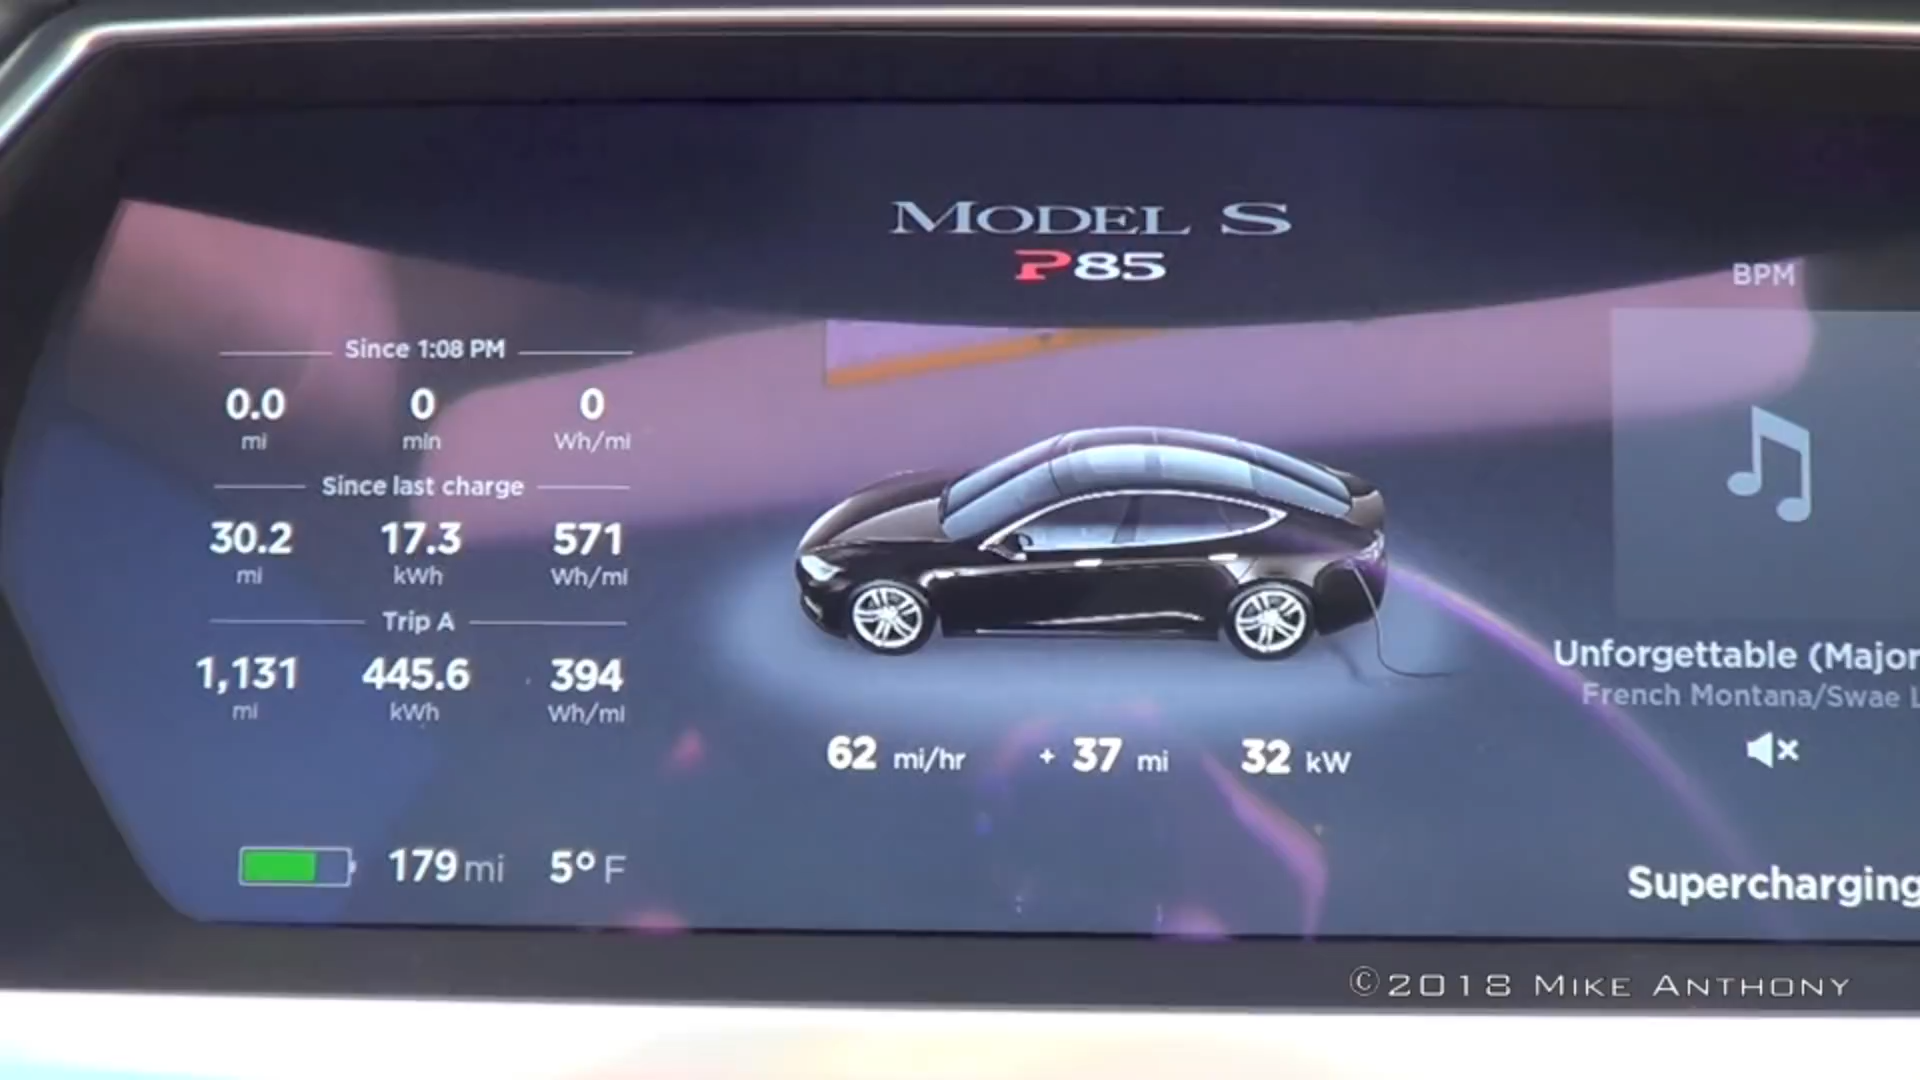 MODEL S
P85
Since 1:08 PM
0.0 0 0
mi min Wh/mi
Since last charge
30.2 17.3 571
mi kWh Wh/mi
Trip A
1,131 445.6 394
mi kWh Wh/mi
179 mi 5° F
62 mi/hr + 37 mi 32 kW
BPM
Unforgettable (Major
French Montana/Swae L
Supercharging
©2018 MIKE ANTHONY